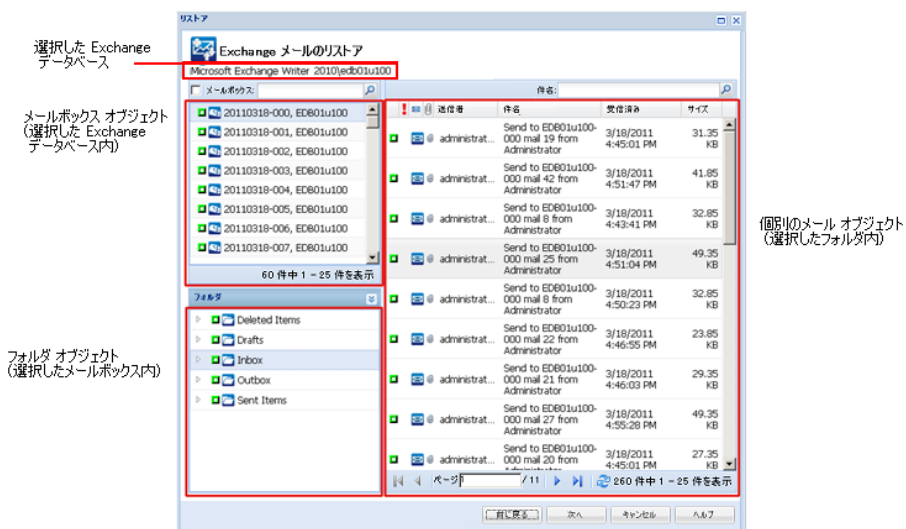 リストア
Exchange メールのリストア
選択した Exchange
データベース
Microsoft Exchange Writer 2010\edb01u100
メールボックス:
件名:
メールボックス オブジェクト
(選択した Exchange
データベース内)
20110318-000, EDB01u100
20110318-001, EDB01u100
20110318-002, EDB01u100
20110318-003, EDB01u100
20110318-004, EDB01u100
20110318-005, EDB01u100
20110318-006, EDB01u100
20110318-007, EDB01u100
60 件中 1 - 25 件を表示
フォルダ
フォルダ オブジェクト
(選択したメールボックス内)
Deleted Items
Drafts
Inbox
Outbox
Sent Items
送信者 件名 受信済み サイズ
administrat... Send to EDB01u100-
000 mail 19 from
Administrator
3/18/2011
4:45:01 PM
31.35
KB
administrat... Send to EDB01u100-
000 mail 42 from
Administrator
3/18/2011
4:51:47 PM
41.85
KB
administrat... Send to EDB01u100-
000 mail 8 from
Administrator
3/18/2011
4:43:41 PM
32.85
KB
administrat... Send to EDB01u100-
000 mail 25 from
Administrator
3/18/2011
4:51:04 PM
49.35
KB
administrat... Send to EDB01u100-
000 mail 8 from
Administrator
3/18/2011
4:50:23 PM
32.85
KB
administrat... Send to EDB01u100-
000 mail 22 from
Administrator
3/18/2011
4:46:55 PM
23.85
KB
administrat... Send to EDB01u100-
000 mail 21 from
Administrator
3/18/2011
4:46:03 PM
29.35
KB
administrat... Send to EDB01u100-
000 mail 27 from
Administrator
3/18/2011
4:55:28 PM
49.35
KB
administrat... Send to EDB01u100-
000 mail 20 from
Administrator
3/18/2011
4:45:01 PM
27.35
KB
ページ 1 / 11
260 件中 1 - 25 件を表示
個別のメール オブジェクト
(選択したフォルダ内)
前に戻る 次へ キャンセル ヘルプ